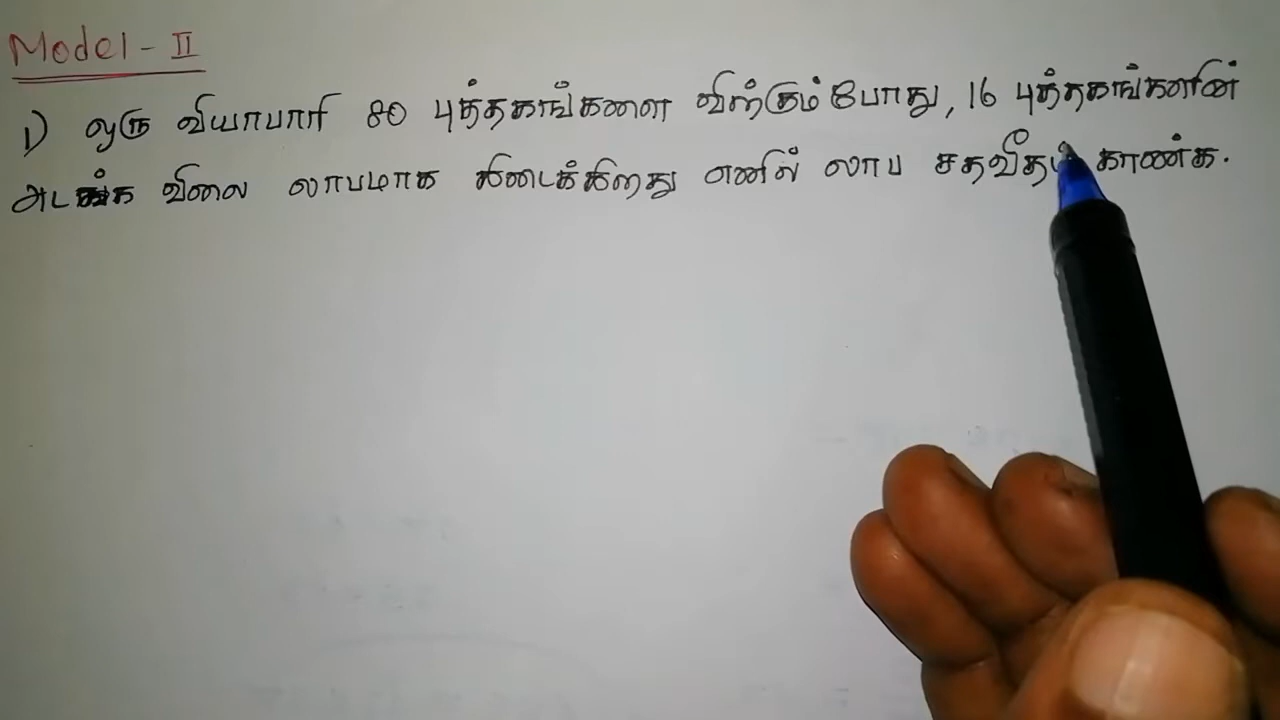 Model - II
1) ஒரு வியாபாரி 80 புத்தகங்களை விற்கும்போது, 16 புத்தகங்களின்
அடக்க விலை லாபமாக கிடைக்கிறது எனில் லாப சதவீதம் காண்க.